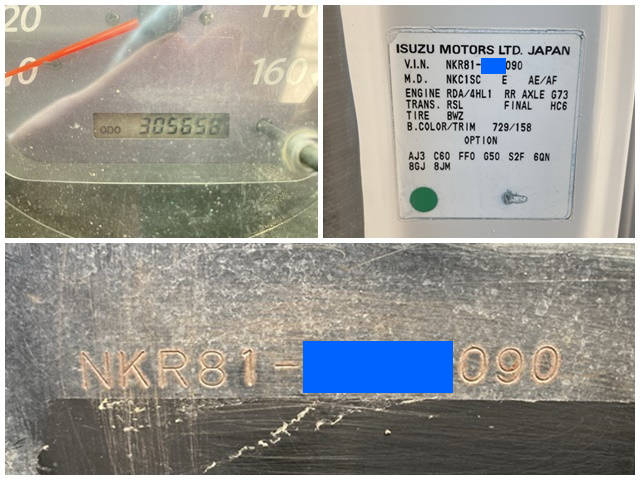 20
140
0
160
ODO 305658
ISUZU MOTORS LTD. JAPAN
V.I.N. NKR81- 090
M.D. NKC1SC E AE/AF
ENGINE RDA/4HL1 RR AXLE G73
TRANS. RSL FINAL HC6
TIRE BWZ
B.COLOR/TRIM 729/158
OPTION
AJ3 C60 FF0 G50 S2F 6QN
8GJ 8JM
NKR81- 090